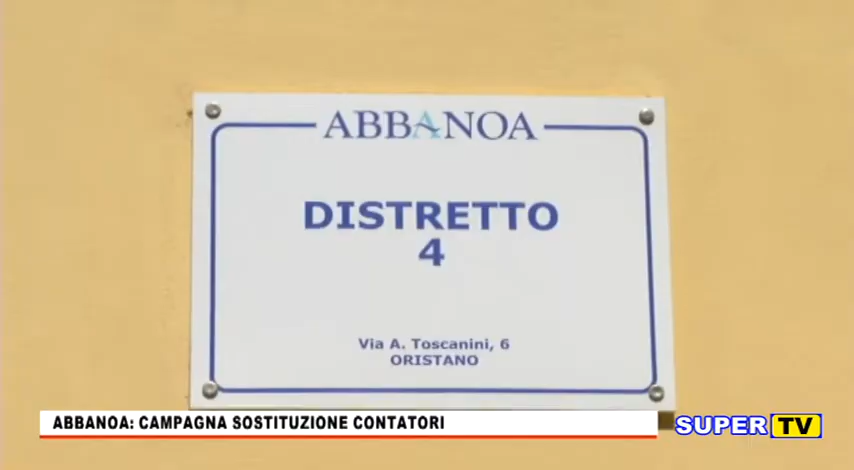 ABBANOA
DISTRETTO
4
Via A. Toscanini, 6
ORISTANO
ABBANOA: CAMPAGNA SOSTITUZIONE CONTATORI
SUPER TV